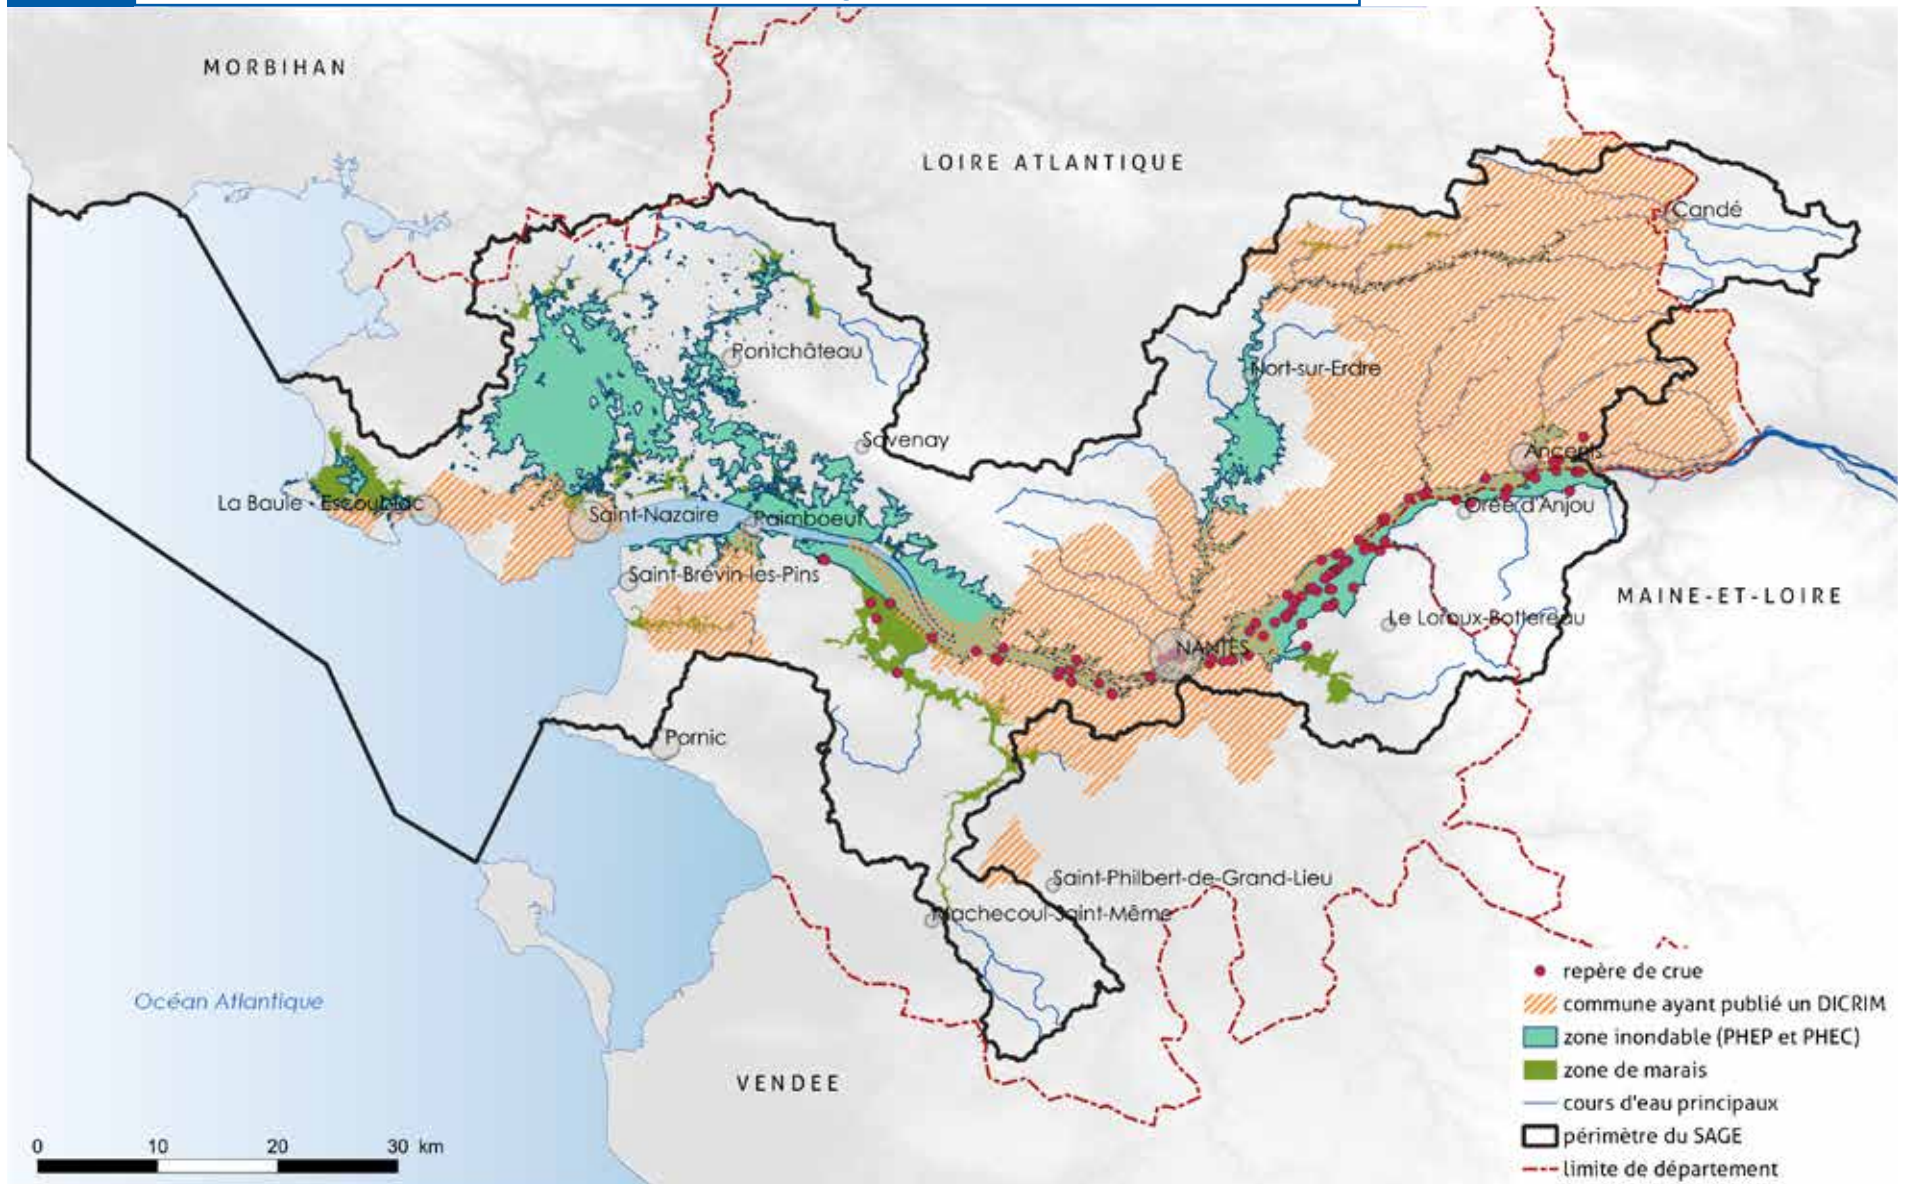 MORBIHAN
LOIRE ATLANTIQUE
Candé
Pontchâteau
Nort-sur-Erdre
Savenay
Ancenis
La Baule - Escoublac
Saint-Nazaire
Paimboeuf
Orée d'Anjou
Saint-Brévin-les-Pins
MAINE-ET-LOIRE
Le Loroux-Bottereau
NANTES
Pornic
Saint-Philbert-de-Grand-Lieu
Machecoul-Saint-Même
Océan Atlantique
VENDEE
repère de crue
commune ayant publié un DICRIM
zone inondable (PHEP et PHEC)
zone de marais
cours d'eau principaux
périmètre du SAGE
limite de département
0 10 20 30 km